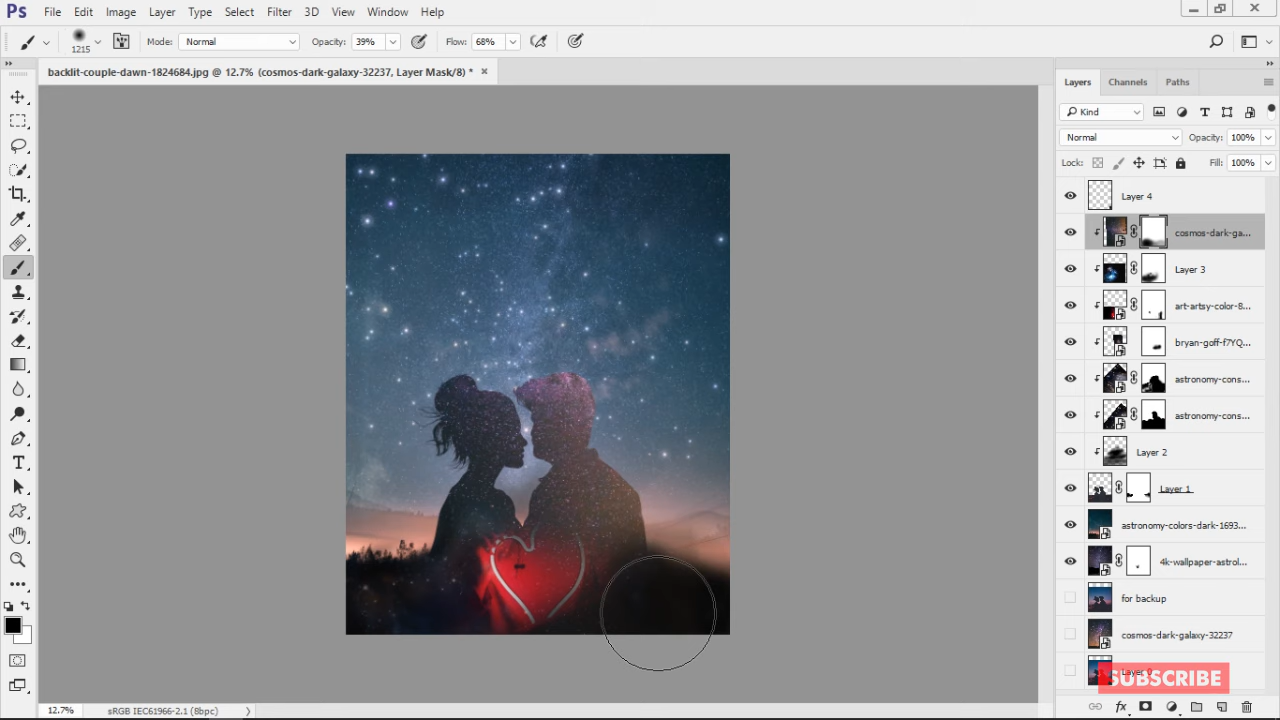 Ps File Edit Image Layer Type Select Filter 3D View Window Help
1215 Mode: Normal Opacity: 39% Flow: 68%
backlit-couple-dawn-1824684.jpg @ 12.7% (cosmos-dark-galaxy-32237, Layer Mask/8) *
Layers Channels Paths
Kind
Normal Opacity: 100%
Lock: Fill: 100%
Layer 4
cosmos-dark-ga...
Layer 3
art-artsy-color-8...
bryan-goff-f7YQ...
astronomy-cons...
astronomy-cons...
Layer 2
Layer 1
astronomy-colors-dark-1693...
4k-wallpaper-astrol...
for backup
cosmos-dark-galaxy-32237
SUBSCRIBE
12.7% sRGB IEC61966-2.1 (8bpc)